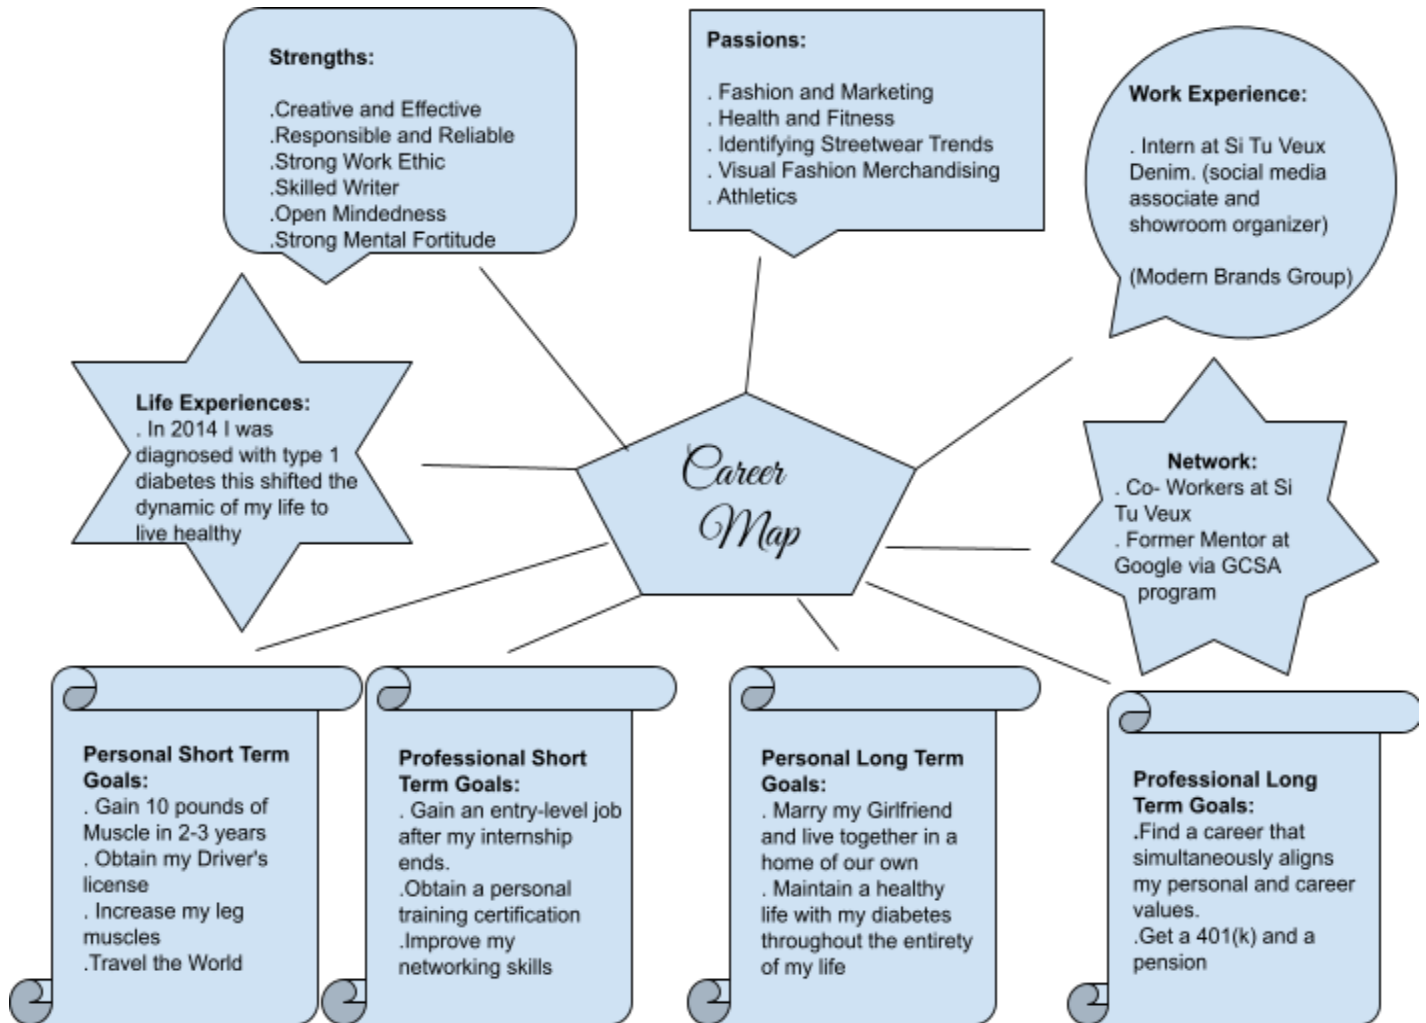 Strengths:
.Creative and Effective
.Responsible and Reliable
.Strong Work Ethic
.Skilled Writer
.Open Mindedness
.Strong Mental Fortitude
Passions:
. Fashion and Marketing
. Health and Fitness
. Identifying Streetwear Trends
. Visual Fashion Merchandising
. Athletics
Work Experience:
. Intern at Si Tu Veux
Denim. (social media
associate and
showroom organizer)
(Modern Brands Group)
Life Experiences:
. In 2014 I was
diagnosed with type 1
diabetes this shifted the
dynamic of my life to
live healthy
Career
Map
Network:
. Co- Workers at Si
Tu Veux
. Former Mentor at
Google via GCSA
program
Personal Short Term
Goals:
. Gain 10 pounds of
Muscle in 2-3 years
. Obtain my Driver's
license
. Increase my leg
muscles
.Travel the World
Professional Short
Term Goals:
. Gain an entry-level job
after my internship
ends.
.Obtain a personal
training certification
.Improve my
networking skills
Personal Long Term
Goals:
. Marry my Girlfriend
and live together in a
home of our own
. Maintain a healthy
life with my diabetes
throughout the entirety
of my life
Professional Long
Term Goals:
.Find a career that
simultaneously aligns
my personal and career
values.
.Get a 401(k) and a
pension